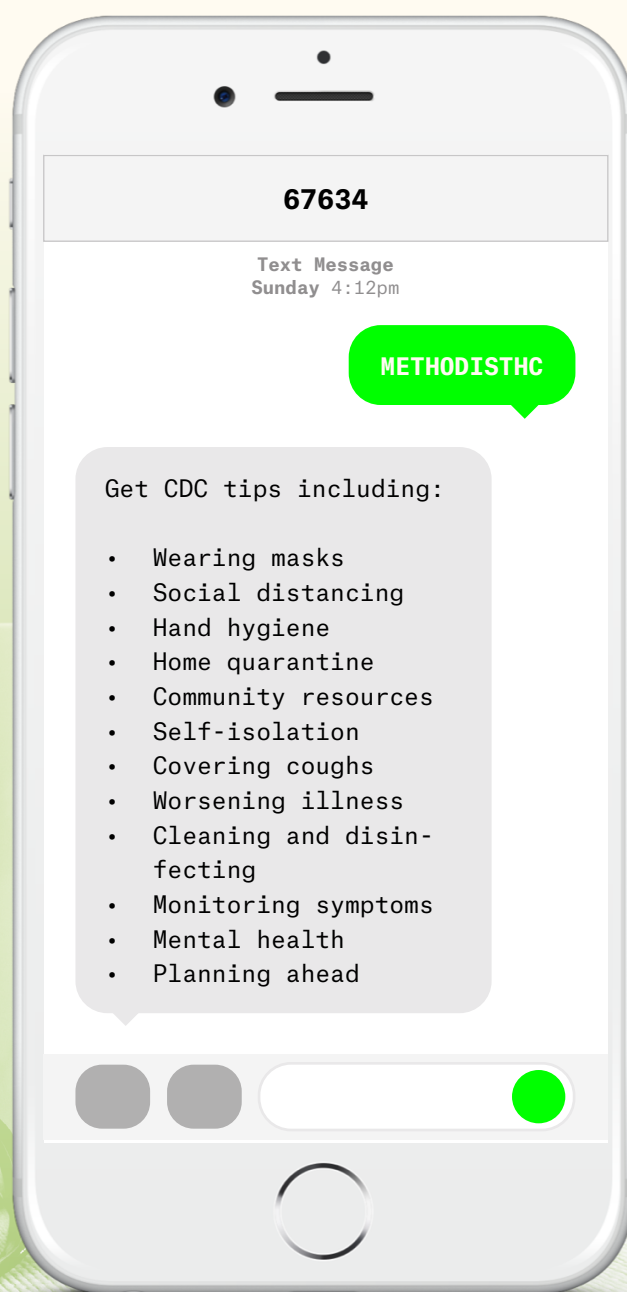 67634
Text Message
Sunday 4:12pm
METHODISTHC
Get CDC tips including:
• Wearing masks
• Social distancing
• Hand hygiene
• Home quarantine
• Community resources
• Self-isolation
• Covering coughs
• Worsening illness
• Cleaning and disin-
fecting
• Monitoring symptoms
• Mental health
• Planning ahead